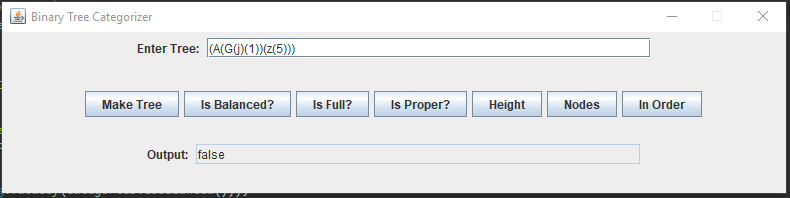 Binary Tree Categorizer
Enter Tree: (A(G(j)(1))(z(5)))
Make Tree Is Balanced? Is Full? Is Proper? Height Nodes In Order
Output: false